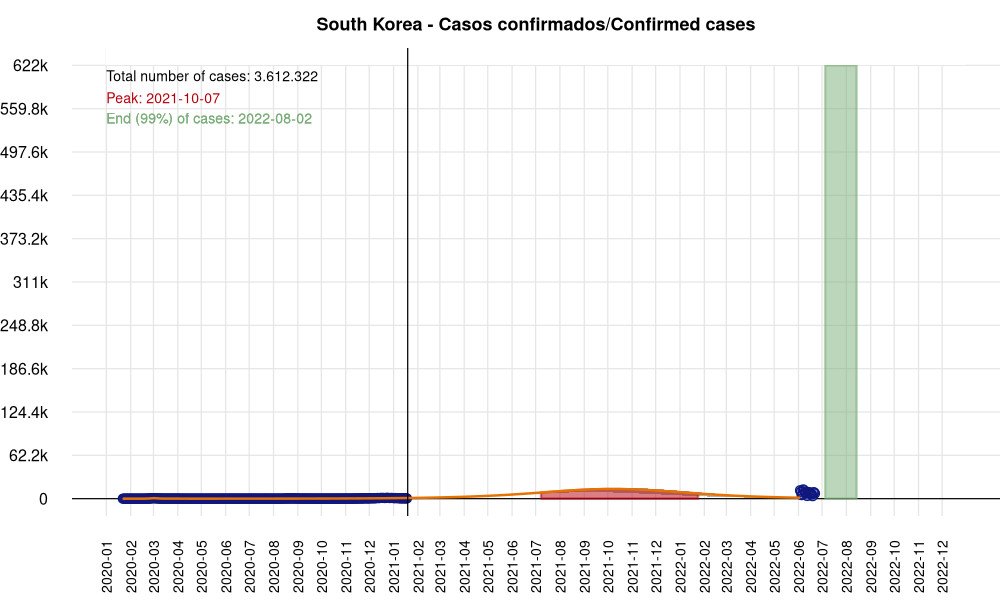 South Korea - Casos confirmados/Confirmed cases
Total number of cases: 3.612.322
Peak: 2021-10-07
End (99%) of cases: 2022-08-02
622k
559.8k
497.6k
435.4k
373.2k
311k
248.8k
186.6k
124.4k
62.2k
0
2020-01
2020-02
2020-03
2020-04
2020-05
2020-06
2020-07
2020-08
2020-09
2020-10
2020-11
2020-12
2021-01
2021-02
2021-03
2021-04
2021-05
2021-06
2021-07
2021-08
2021-09
2021-10
2021-11
2021-12
2022-01
2022-02
2022-03
2022-04
2022-05
2022-06
2022-07
2022-08
2022-09
2022-10
2022-11
2022-12